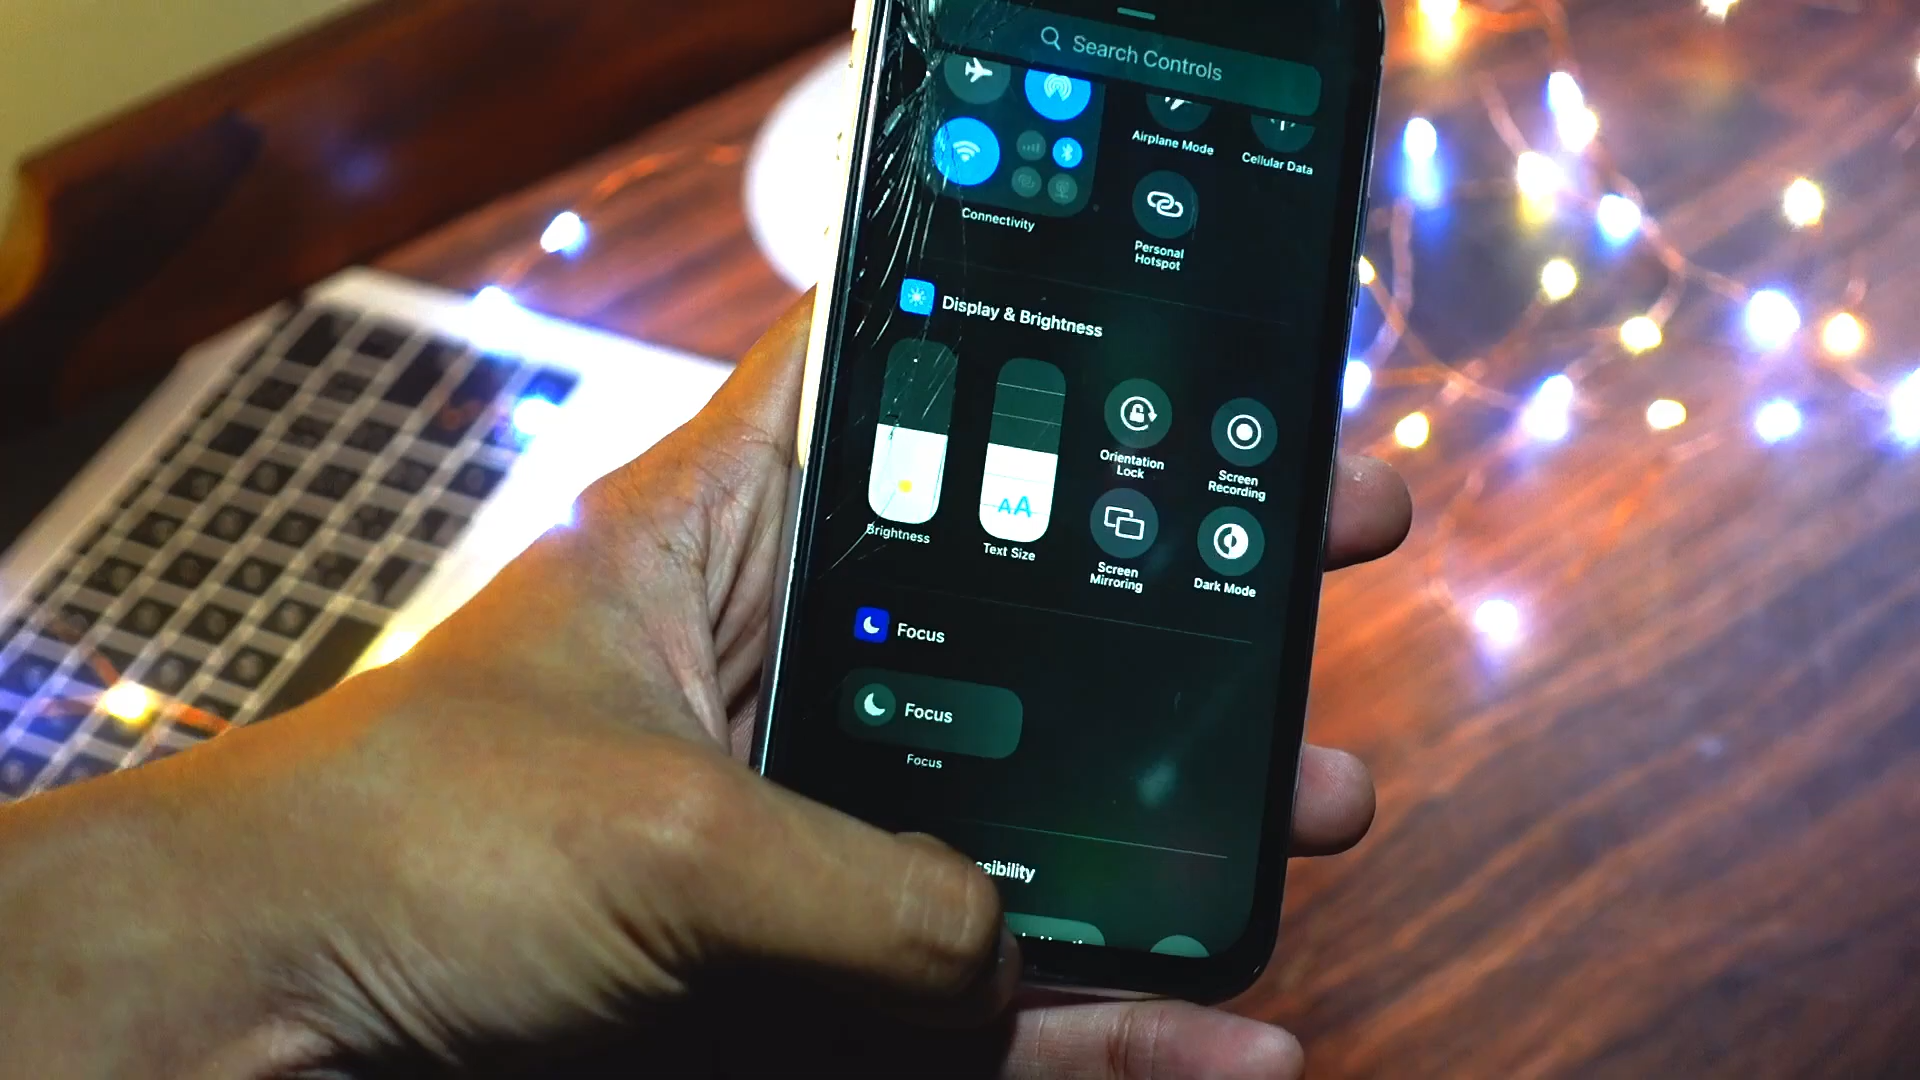 Search Controls
Airplane Mode
Cellular Data
Connectivity
Personal
Hotspot
Display & Brightness
AA
Brightness
Text Size
Orientation
Lock
Screen
Recording
Screen
Mirroring
Dark Mode
Focus
Focus
Focus
ssibility